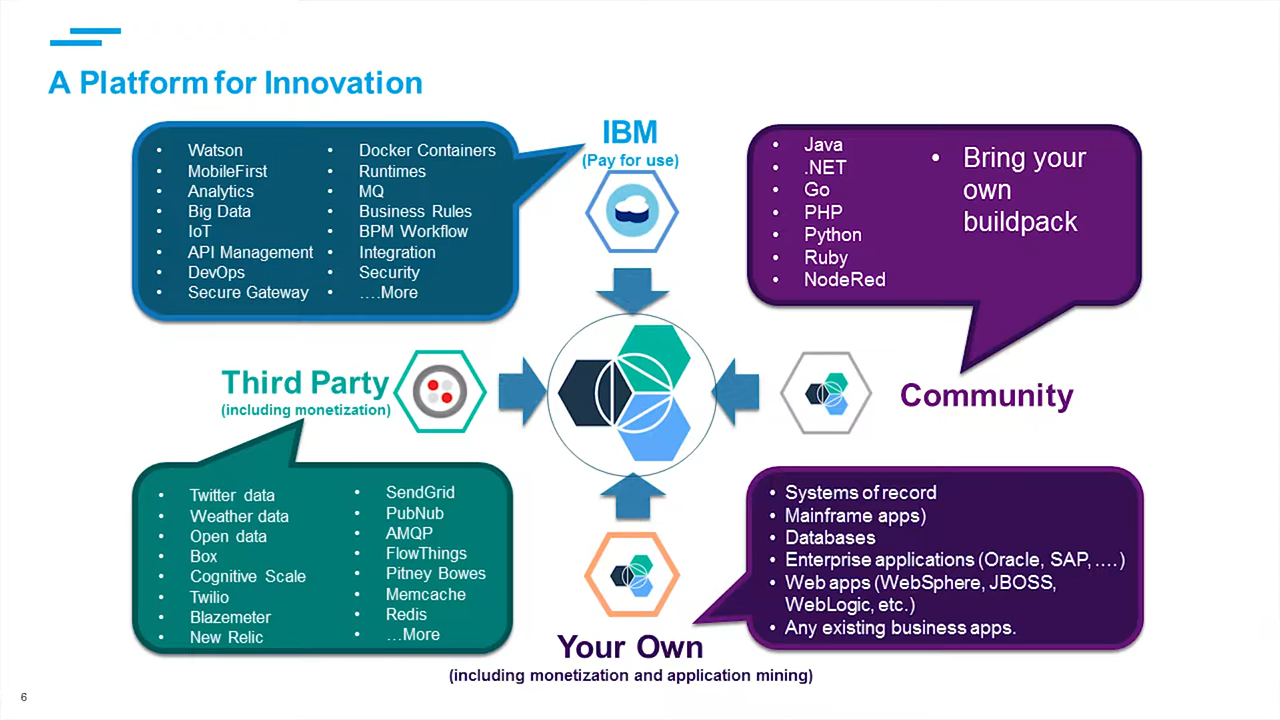 A Platform for Innovation
IBM
(Pay for use)
Watson
MobileFirst
Analytics
Big Data
IoT
API Management
DevOps
Secure Gateway
Docker Containers
Runtimes
MQ
Business Rules
BPM Workflow
Integration
Security
….More
Java
.NET
Go
PHP
Python
Ruby
NodeRed
Bring your
own
buildpack
Third Party
(including monetization)
Community
Twitter data
Weather data
Open data
Box
Cognitive Scale
Twilio
Blazemeter
New Relic
SendGrid
PubNub
AMQP
FlowThings
Pitney Bowes
Memcache
Redis
…More
Systems of record
Mainframe apps)
Databases
Enterprise applications (Oracle, SAP, ….)
Web apps (WebSphere, JBOSS,
WebLogic, etc.)
Any existing business apps.
Your Own
(including monetization and application mining)
6